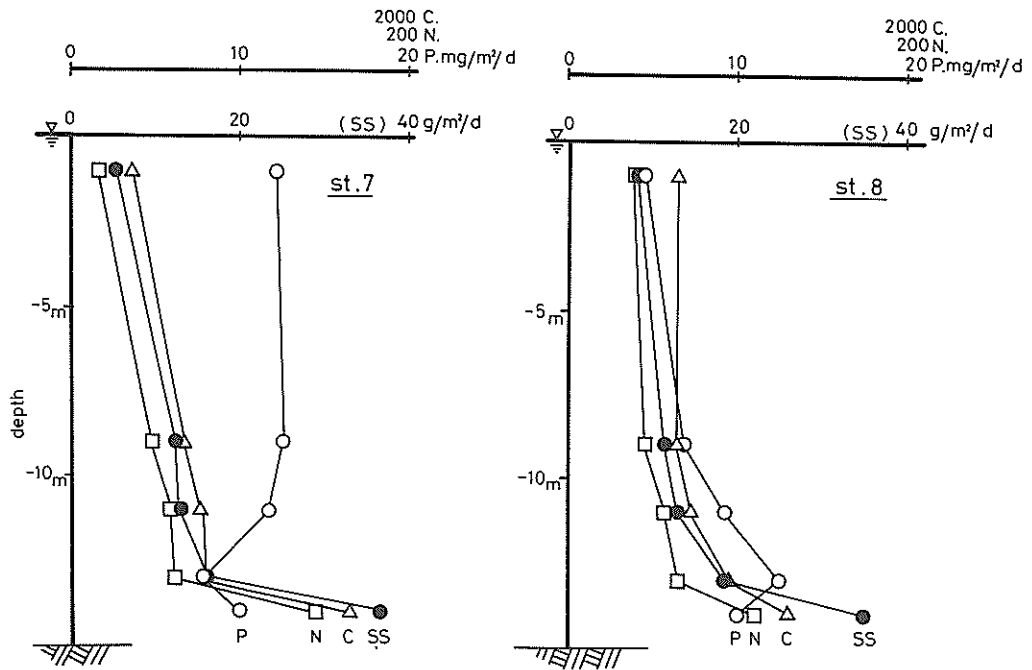 2000 C.
200 N.
0 10 20 P.mg/m²/d
0 20 (SS) 40 g/m²/d
st.7
-5m
depth
-10m
P N C SS
2000 C.
200 N.
0 10 20 P.mg/m²/d
0 20 (SS) 40 g/m²/d
st.8
-5m
-10m
P N C SS